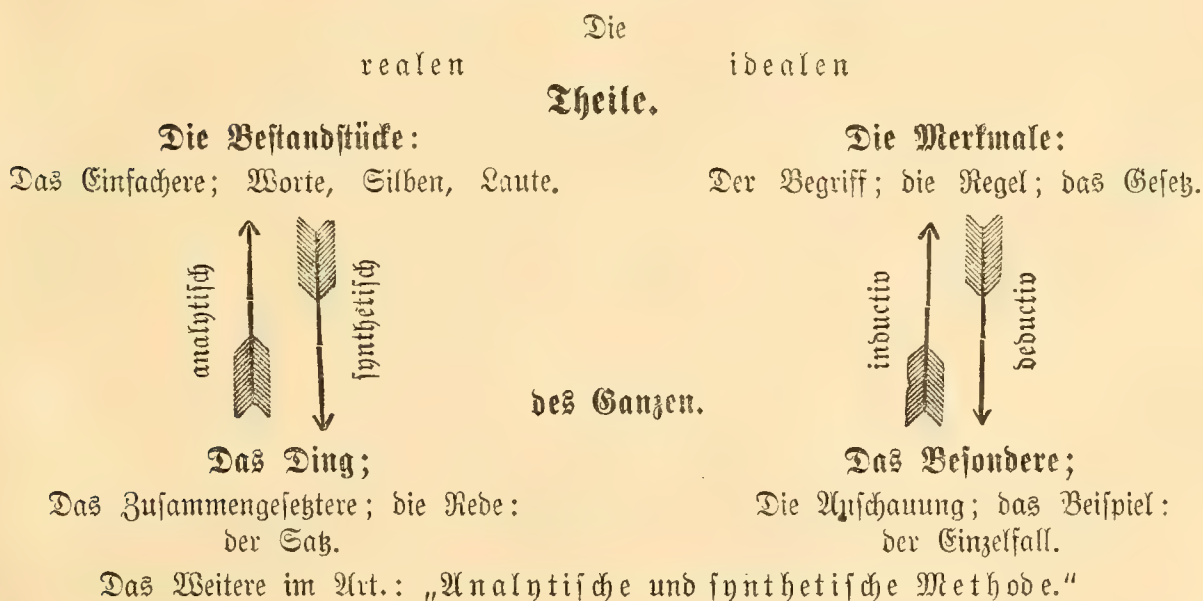 Die
realen idealen
Theile.
Die Bestandstücke: Die Merkmale:
Das Einfachere; Worte, Silben, Laute. Der Begriff; die Regel; das Gesetz.
analytisch synthetisch inductiv deductiv
des Ganzen.
Das Ding; Das Besondere;
Das Zusammengesetztere; die Rede: Die Anschauung; das Beispiel:
der Satz. der Einzelfall.
Das Weitere im Art.: „Analytische und synthetische Methode.“